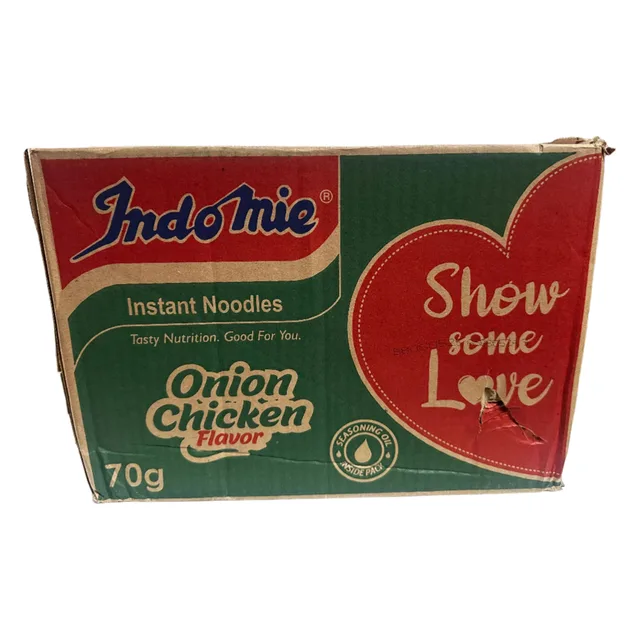 Indomie®
Instant Noodles
Tasty Nutrition. Good For You.
Onion
Chicken
Flavor
70g
SEASONING OIL
INSIDE PACK
Show
some
Love